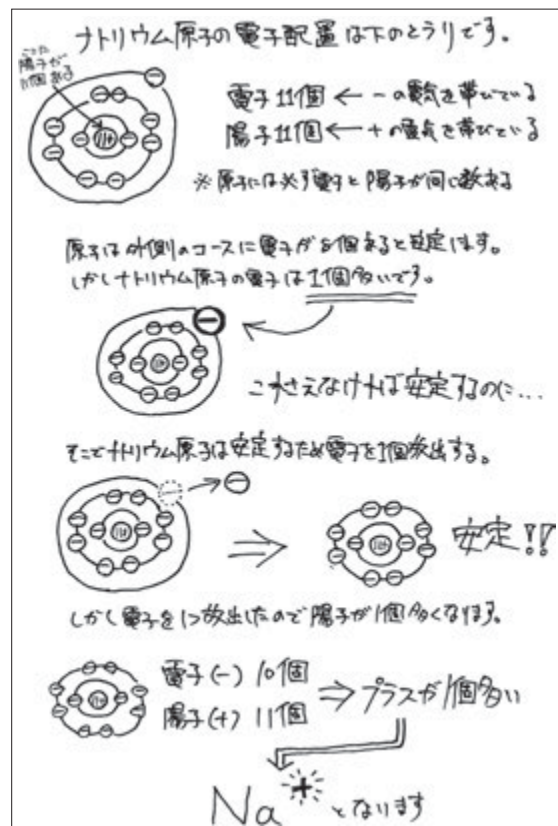 ナトリウム原子の電子配置は下のとうりです。
陽子が
11個ある
11+
電子11個 ← −の電気を帯びている
陽子11個 ← +の電気を帯びている
※原子には必ず電子と陽子が同じ数ある
原子は外側のコースに電子が8個あると安定します。
しかしナトリウム原子の電子は1個多いです。
これさえなければ安定するのに…
そこでナトリウム原子は安定するため電子を1個放出する。
安定!!
しかし電子を1つ放出したので陽子が1個多くなります。
電子(−) 10個
陽子(+) 11個
⇒プラスが1個多い
Na+となります